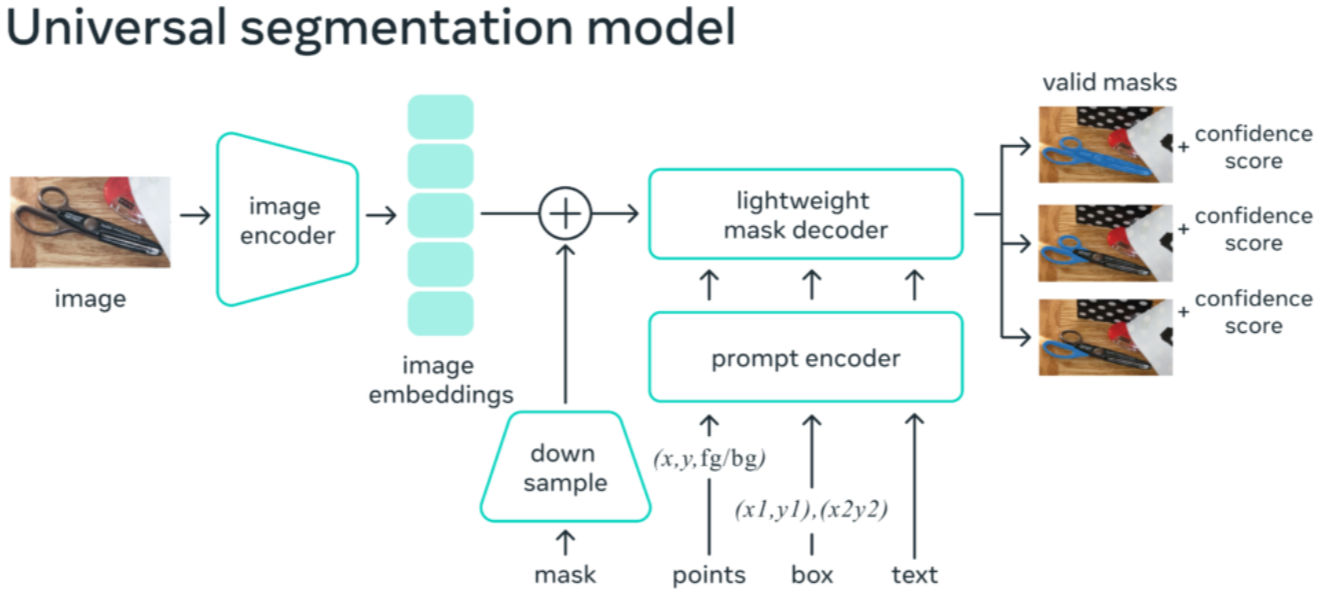 Universal segmentation model
image
image
encoder
image
embeddings
down
sample
mask
lightweight
mask decoder
prompt encoder
(x,y,fg/bg)
(x1,y1),(x2y2)
points
box
text
valid masks
+ confidence
score
+ confidence
score
+ confidence
score